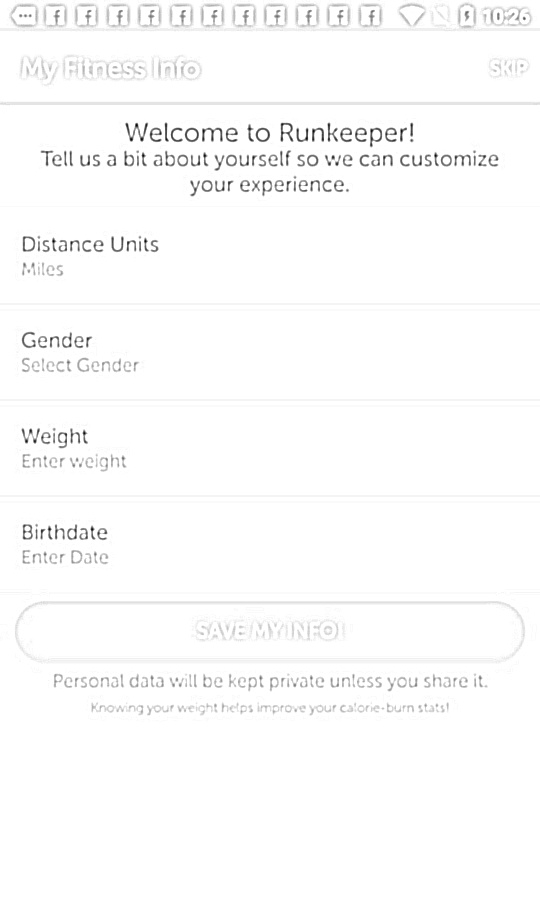 10:26
My Fitness Info
SKIP
Welcome to Runkeeper!
Tell us a bit about yourself so we can customize
your experience.
Distance Units
Miles
Gender
Select Gender
Weight
Enter weight
Birthdate
Enter Date
SAVE MY INFO!
Personal data will be kept private unless you share it.
Knowing your weight helps improve your calorie-burn stats!